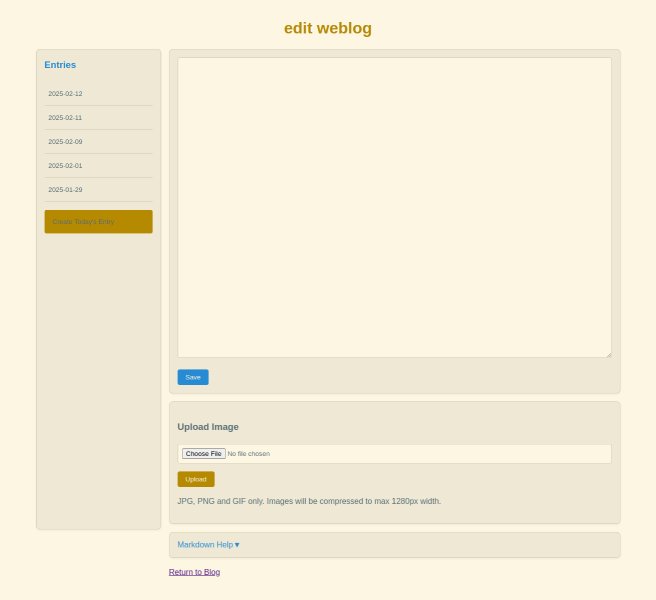 edit weblog
Entries
2025-02-12
2025-02-11
2025-02-09
2025-02-01
2025-01-29
Create Today's Entry
Save
Upload Image
Choose File No file chosen
Upload
JPG, PNG and GIF only. Images will be compressed to max 1280px width.
Markdown Help▼
Return to Blog